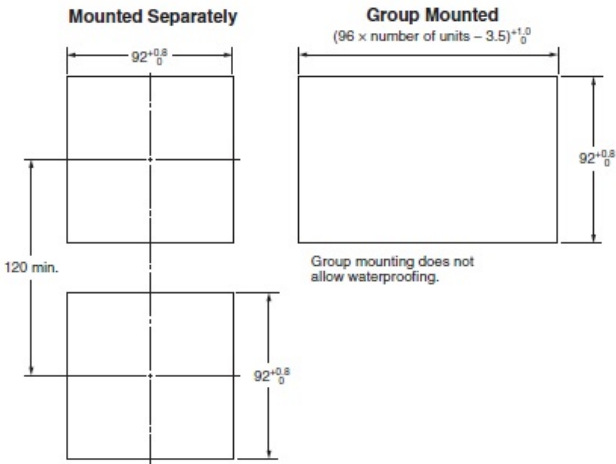 Mounted Separately
92+0.8 0
120 min.
92+0.8 0
Group Mounted
(96 × number of units – 3.5)+1.0 0
92+0.8 0
Group mounting does not
allow waterproofing.